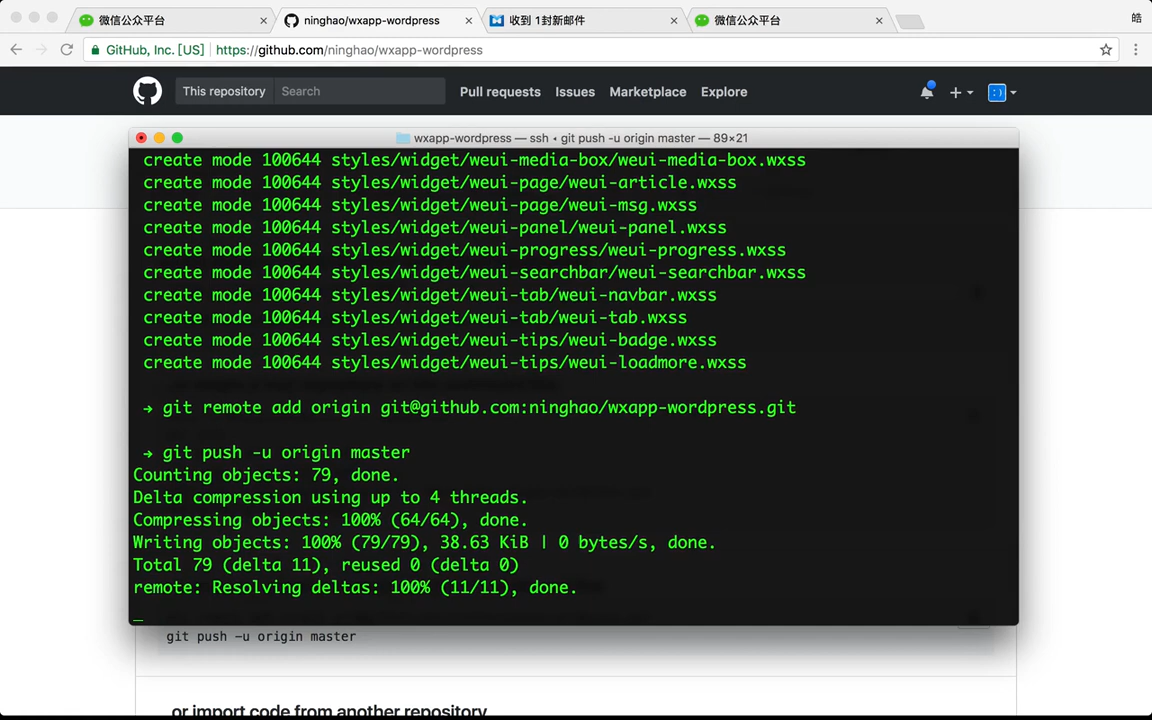 微信公众平台
ninghao/wxapp-wordpress
收到 1封新邮件
微信公众平台
皓
GitHub, Inc. [US]
https://github.com/ninghao/wxapp-wordpress
This repository
Search
Pull requests
Issues
Marketplace
Explore
wxapp-wordpress — ssh ‹ git push -u origin master — 89×21
create mode 100644 styles/widget/weui-media-box/weui-media-box.wxss
create mode 100644 styles/widget/weui-page/weui-article.wxss
create mode 100644 styles/widget/weui-page/weui-msg.wxss
create mode 100644 styles/widget/weui-panel/weui-panel.wxss
create mode 100644 styles/widget/weui-progress/weui-progress.wxss
create mode 100644 styles/widget/weui-searchbar/weui-searchbar.wxss
create mode 100644 styles/widget/weui-tab/weui-navbar.wxss
create mode 100644 styles/widget/weui-tab/weui-tab.wxss
create mode 100644 styles/widget/weui-tips/weui-badge.wxss
create mode 100644 styles/widget/weui-tips/weui-loadmore.wxss
→ git remote add origin git@github.com:ninghao/wxapp-wordpress.git
→ git push -u origin master
Counting objects: 79, done.
Delta compression using up to 4 threads.
Compressing objects: 100% (64/64), done.
Writing objects: 100% (79/79), 38.63 KiB | 0 bytes/s, done.
Total 79 (delta 11), reused 0 (delta 0)
remote: Resolving deltas: 100% (11/11), done.
git push -u origin master
or import code from another repository